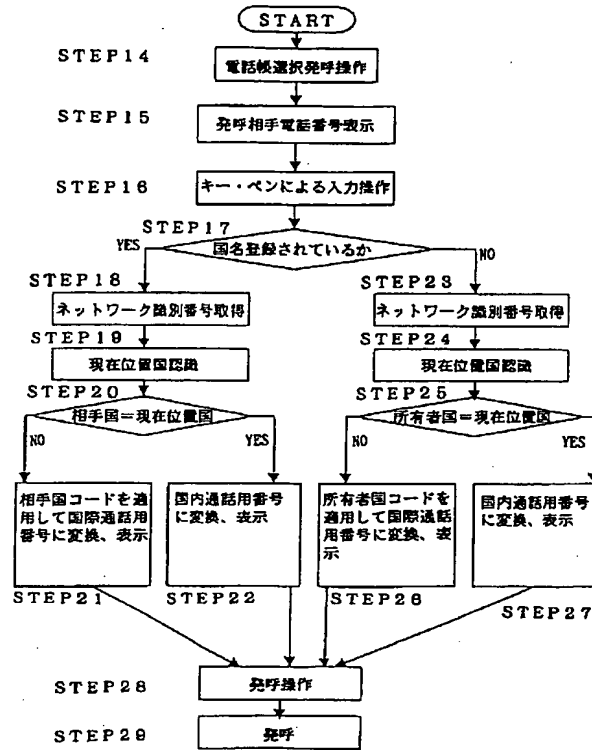 START
STEP14
電話帳選択発呼操作
STEP15
発呼相手電話番号表示
STEP16
キー・ペンによる入力操作
STEP17
国名登録されているか
YES
NO
STEP18
ネットワーク識別番号取得
STEP19
現在位置国認識
STEP20
相手国=現在位置国
NO
YES
相手国コードを適
用して国際通話用
番号に変換、表示
STEP21
国内通話用番号
に変換、表示
STEP22
STEP23
ネットワーク識別番号取得
STEP24
現在位置国認識
STEP25
所有者国=現在位置国
NO
YES
所有者国コードを
適用して国際通話
用番号に変換、表
示
STEP26
国内通話用番号
に変換、表示
STEP27
STEP28
発呼操作
STEP29
発呼